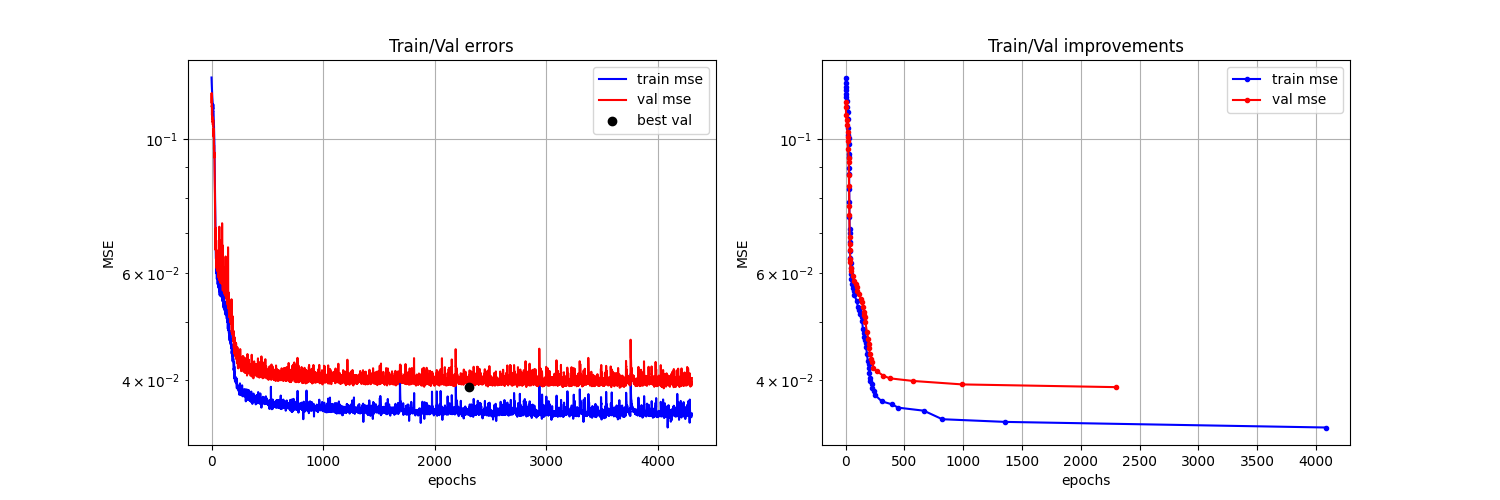 Train/Val errors
train mse
val mse
best val
10⁻¹
6 × 10⁻²
4 × 10⁻²
MSE
0
1000
2000
3000
4000
epochs
Train/Val improvements
train mse
val mse
10⁻¹
6 × 10⁻²
4 × 10⁻²
MSE
0
500
1000
1500
2000
2500
3000
3500
4000
epochs